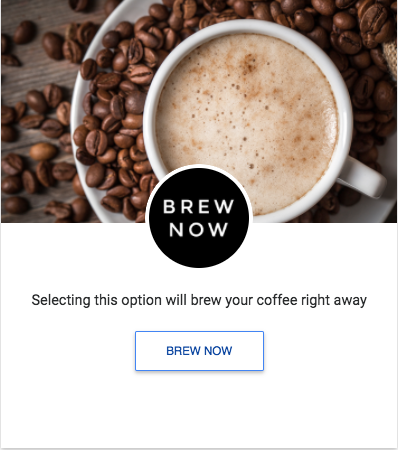 BREW
NOW
Selecting this option will brew your coffee right away
BREW NOW